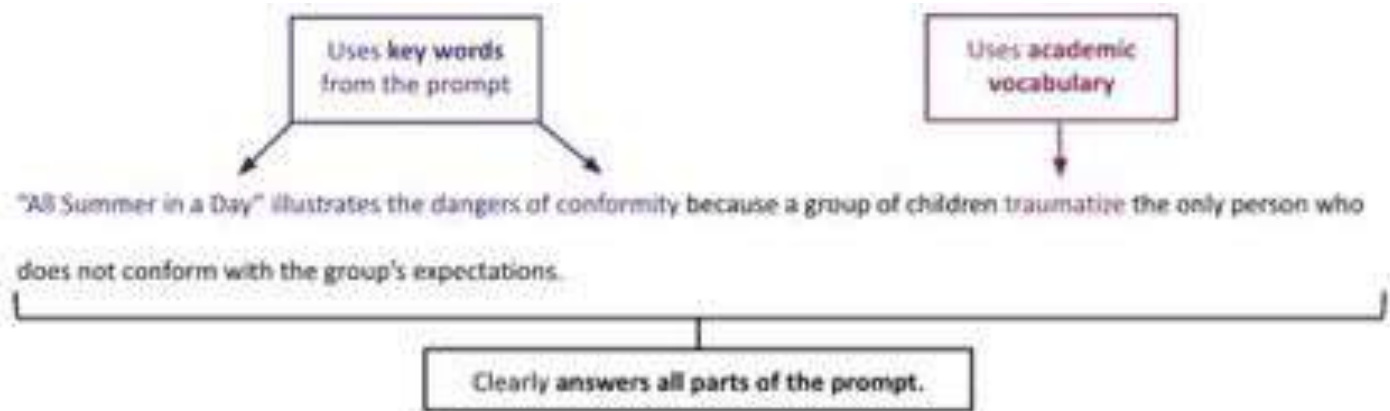 Uses key words
from the prompt
Uses academic
vocabulary
"All Summer in a Day" illustrates the dangers of conformity because a group of children traumatize the only person who
does not conform with the group's expectations.
Clearly answers all parts of the prompt.